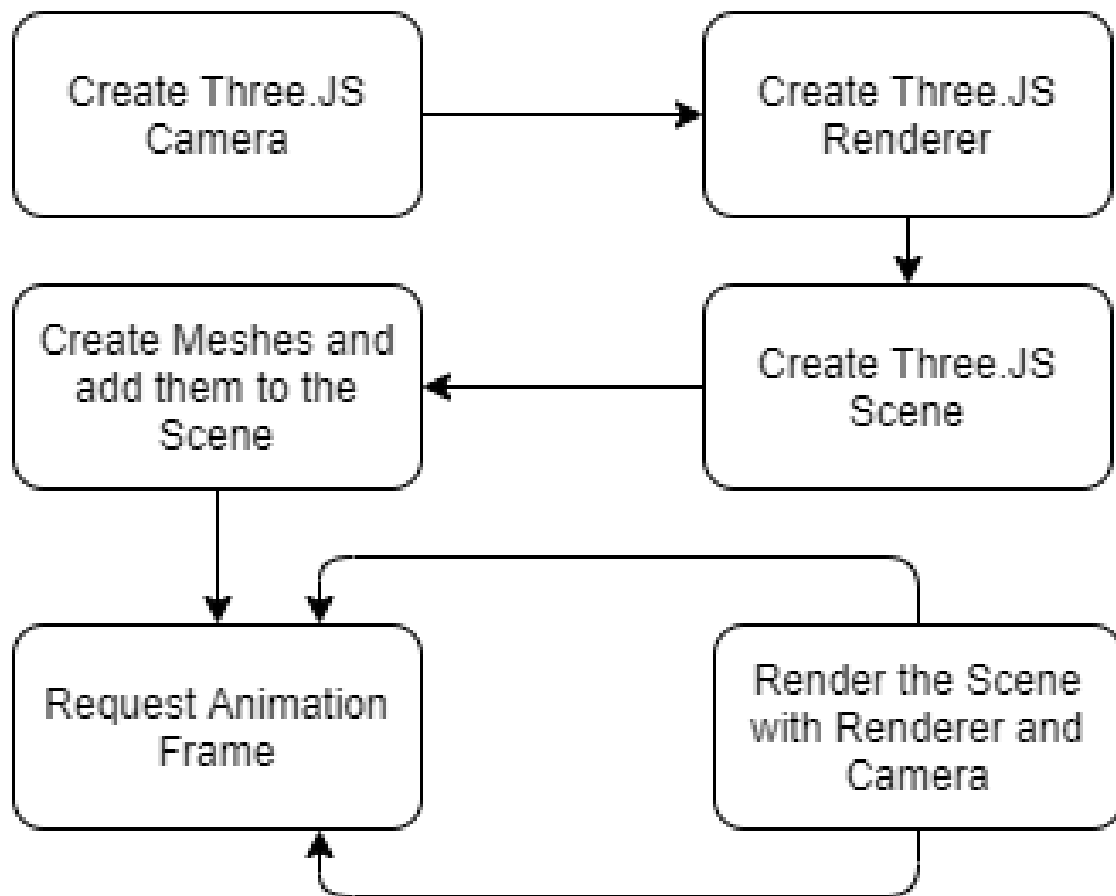 Create Three.JS
Camera
Create Three.JS
Renderer
Create Three.JS
Scene
Create Meshes and
add them to the
Scene
Request Animation
Frame
Render the Scene
with Renderer and
Camera